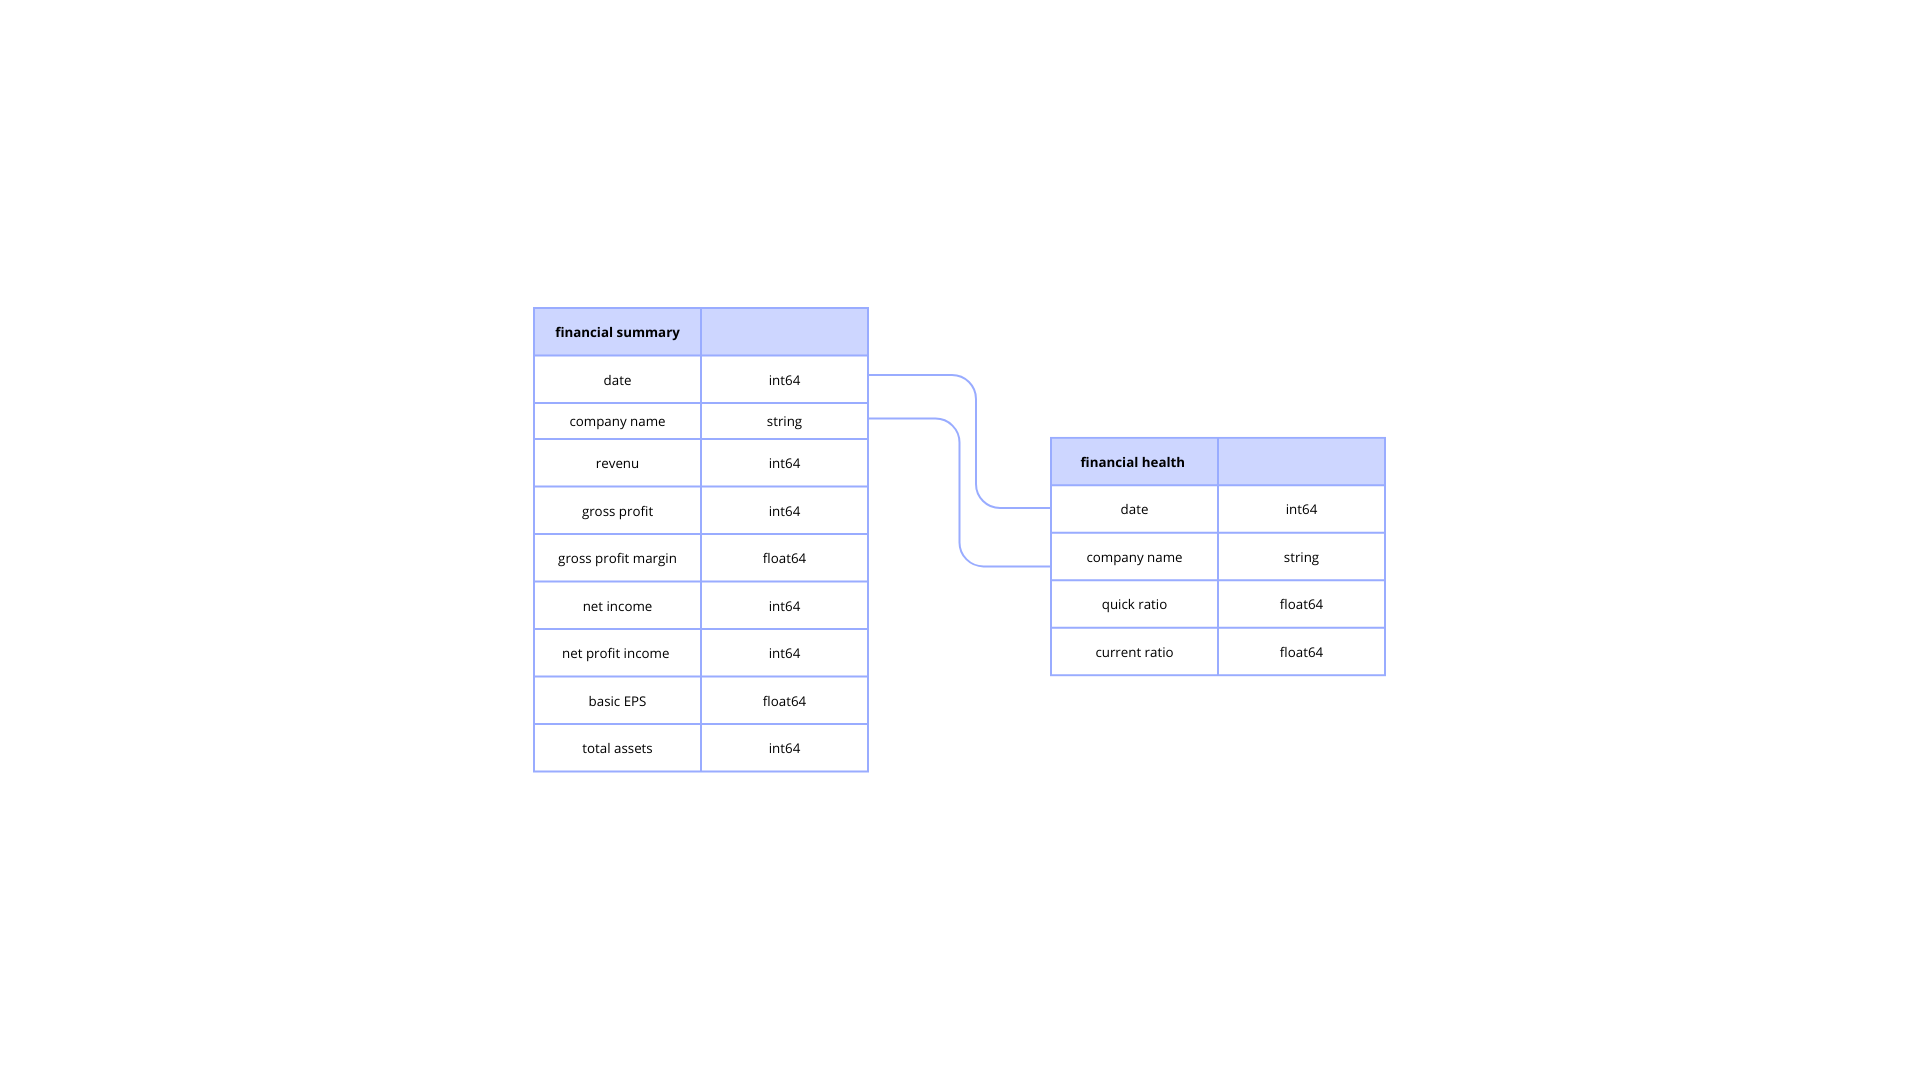 financial summary
date int64
company name string
revenu int64
gross profit int64
gross profit margin float64
net income int64
net profit income int64
basic EPS float64
total assets int64
financial health
date int64
company name string
quick ratio float64
current ratio float64